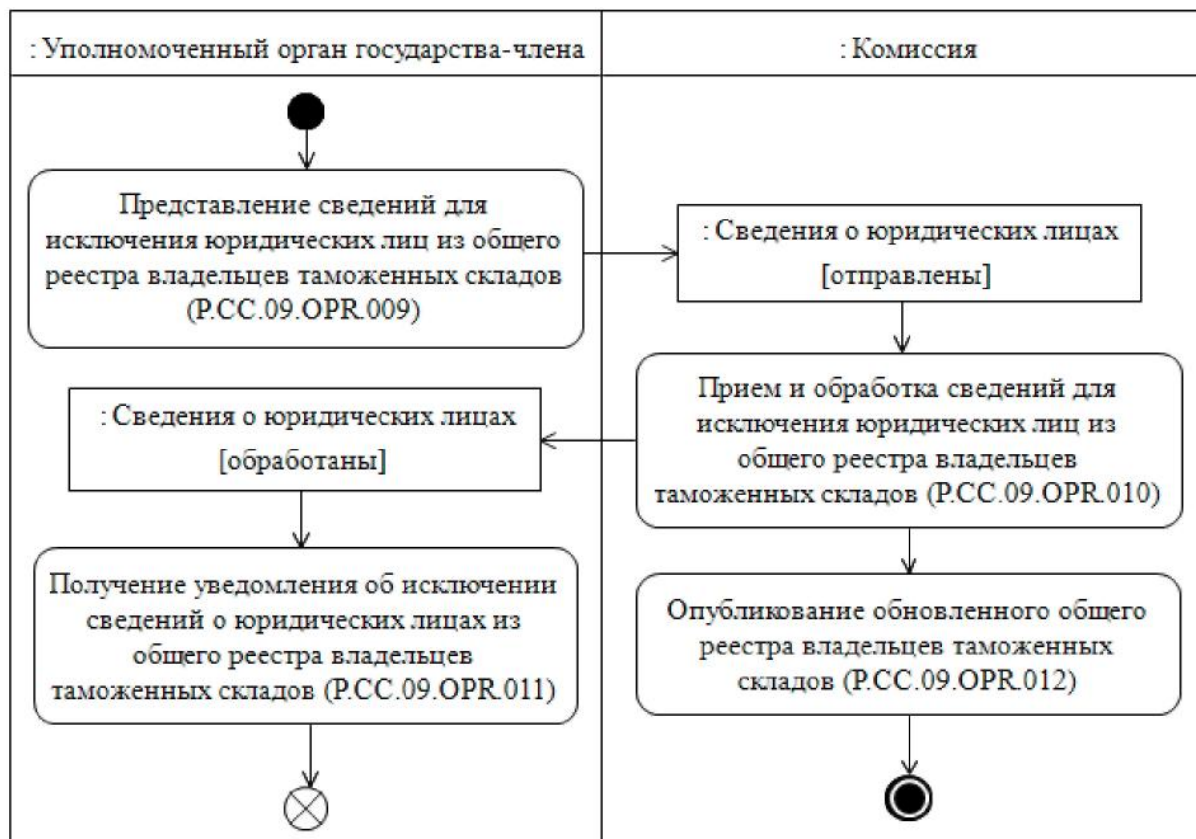 : Уполномоченный орган государства-члена
: Комиссия
Представление сведений для
исключения юридических лиц из общего
реестра владельцев таможенных складов
(P.CC.09.OPR.009)
: Сведения о юридических лицах
[отправлены]
Прием и обработка сведений для
исключения юридических лиц из
общего реестра владельцев
таможенных складов (P.CC.09.OPR.010)
: Сведения о юридических лицах
[обработаны]
Получение уведомления об исключении
сведений о юридических лицах из
общего реестра владельцев
таможенных складов (P.CC.09.OPR.011)
Опубликование обновленного общего
реестра владельцев таможенных
складов (P.CC.09.OPR.012)